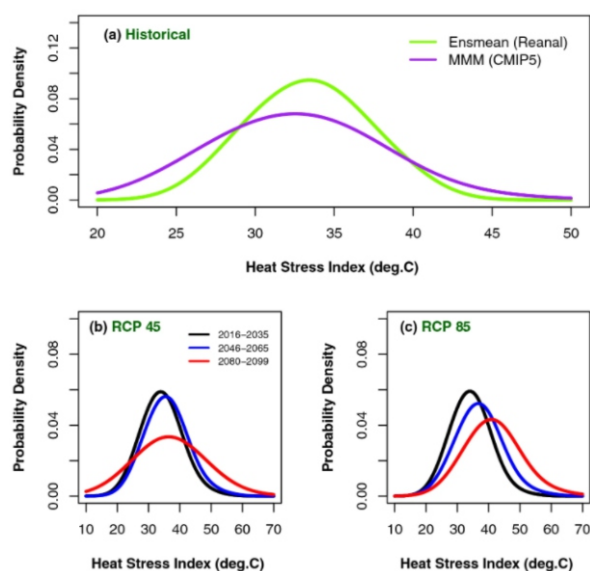 (a) Historical
Ensmean (Reanal)
MMM (CMIP5)
Probability Density
0.00 0.04 0.08 0.12
20 25 30 35 40 45 50
Heat Stress Index (deg.C)
(b) RCP 45
2016–2035
2046–2065
2080–2099
Probability Density
0.00 0.04 0.08
10 20 30 40 50 60 70
Heat Stress Index (deg.C)
(c) RCP 85
Probability Density
0.00 0.04 0.08
10 20 30 40 50 60 70
Heat Stress Index (deg.C)